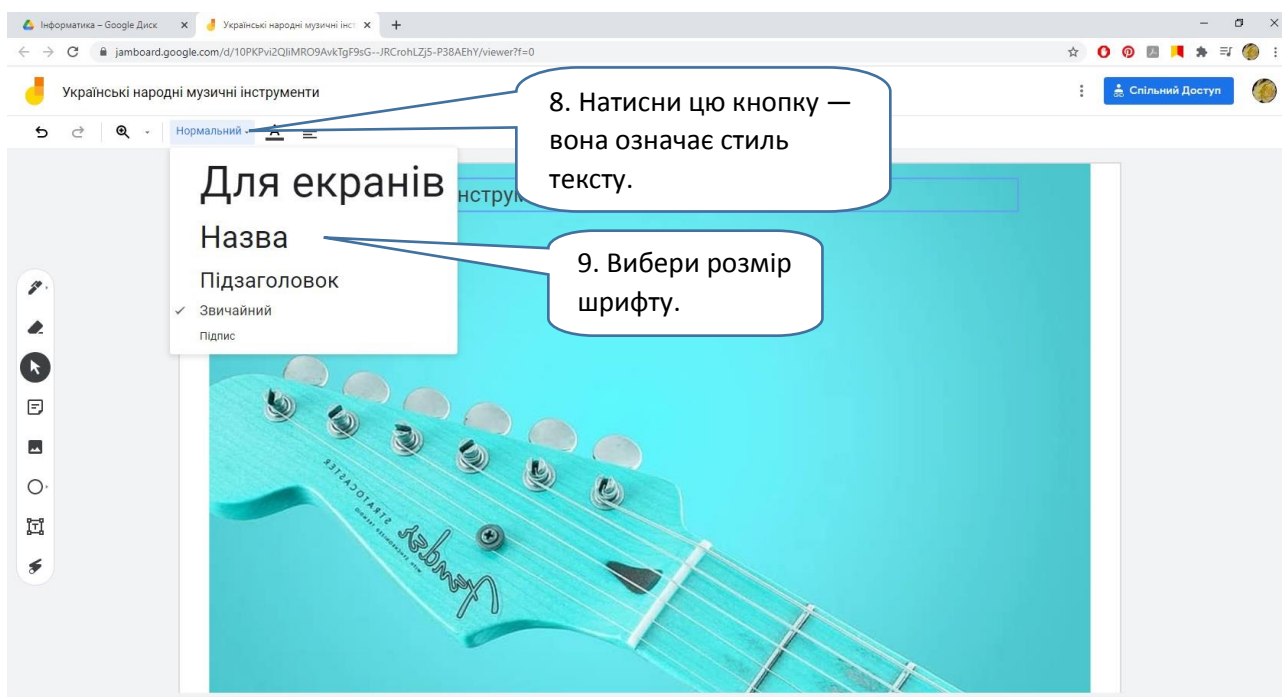 Інформатика – Google Диск
Українські народні музичні інст
jamboard.google.com/d/10PKPvi2QIiMRO9AvkTgF9sG--JRCrohLZj5-P38AEhY/viewer?f=0
Українські народні музичні інструменти
Спільний Доступ
Нормальний
8. Натисни цю кнопку —
вона означає стиль
тексту.
Для екранів
нструм
Назва
9. Вибери розмір
шрифту.
Підзаголовок
Звичайний
Підпис
STRATOCASTER
Fender